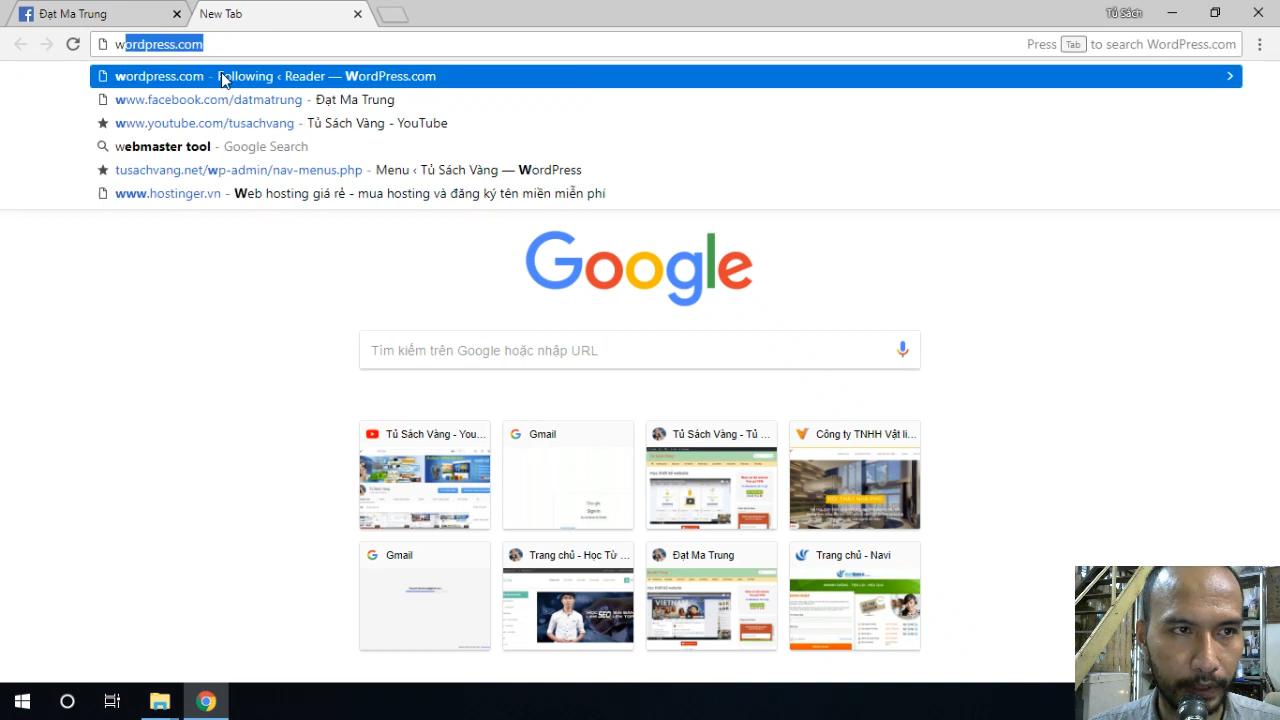 Đạt Ma Trung
New Tab
Tủ Sách
wordpress.com
Press Tab to search WordPress.com
wordpress.com - Following ‹ Reader — WordPress.com
www.facebook.com/datmatrung - Đạt Ma Trung
www.youtube.com/tusachvang - Tủ Sách Vàng - YouTube
webmaster tool - Google Search
tusachvang.net/wp-admin/nav-menus.php - Menu ‹ Tủ Sách Vàng — WordPress
www.hostinger.vn - Web hosting giá rẻ - mua hosting và đăng ký tên miền miễn phí
Google
Tìm kiếm trên Google hoặc nhập URL
Tủ Sách Vàng - You...
Gmail
Tủ Sách Vàng - Tủ ...
Công ty TNHH Vật li...
Gmail
Trang chủ - Học Từ ...
Đạt Ma Trung
Trang chủ - Navi